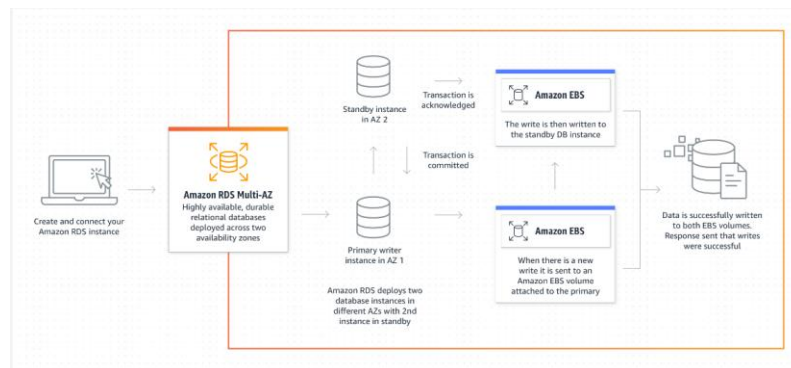 Create and connect your
Amazon RDS instance
Amazon RDS Multi-AZ
Highly available, durable
relational databases
deployed across two
availability zones
Standby instance
in AZ 2
Transaction is
acknowledged
Transaction is
committed
Primary writer
instance in AZ 1
Amazon RDS deploys two
database instances in
different AZs with 2nd
instance in standby
Amazon EBS
The write is then written to
the standby DB instance
Amazon EBS
When there is a new
write it is sent to an
Amazon EBS volume
attached to the primary
Data is successfully written
to both EBS volumes.
Response sent that writes
were successful